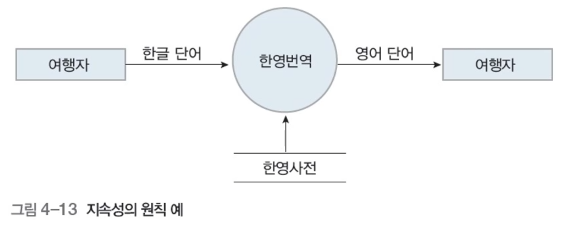 여행자
한글 단어
한영번역
영어 단어
여행자
한영사전
그림 4-13 지속성의 원칙 예